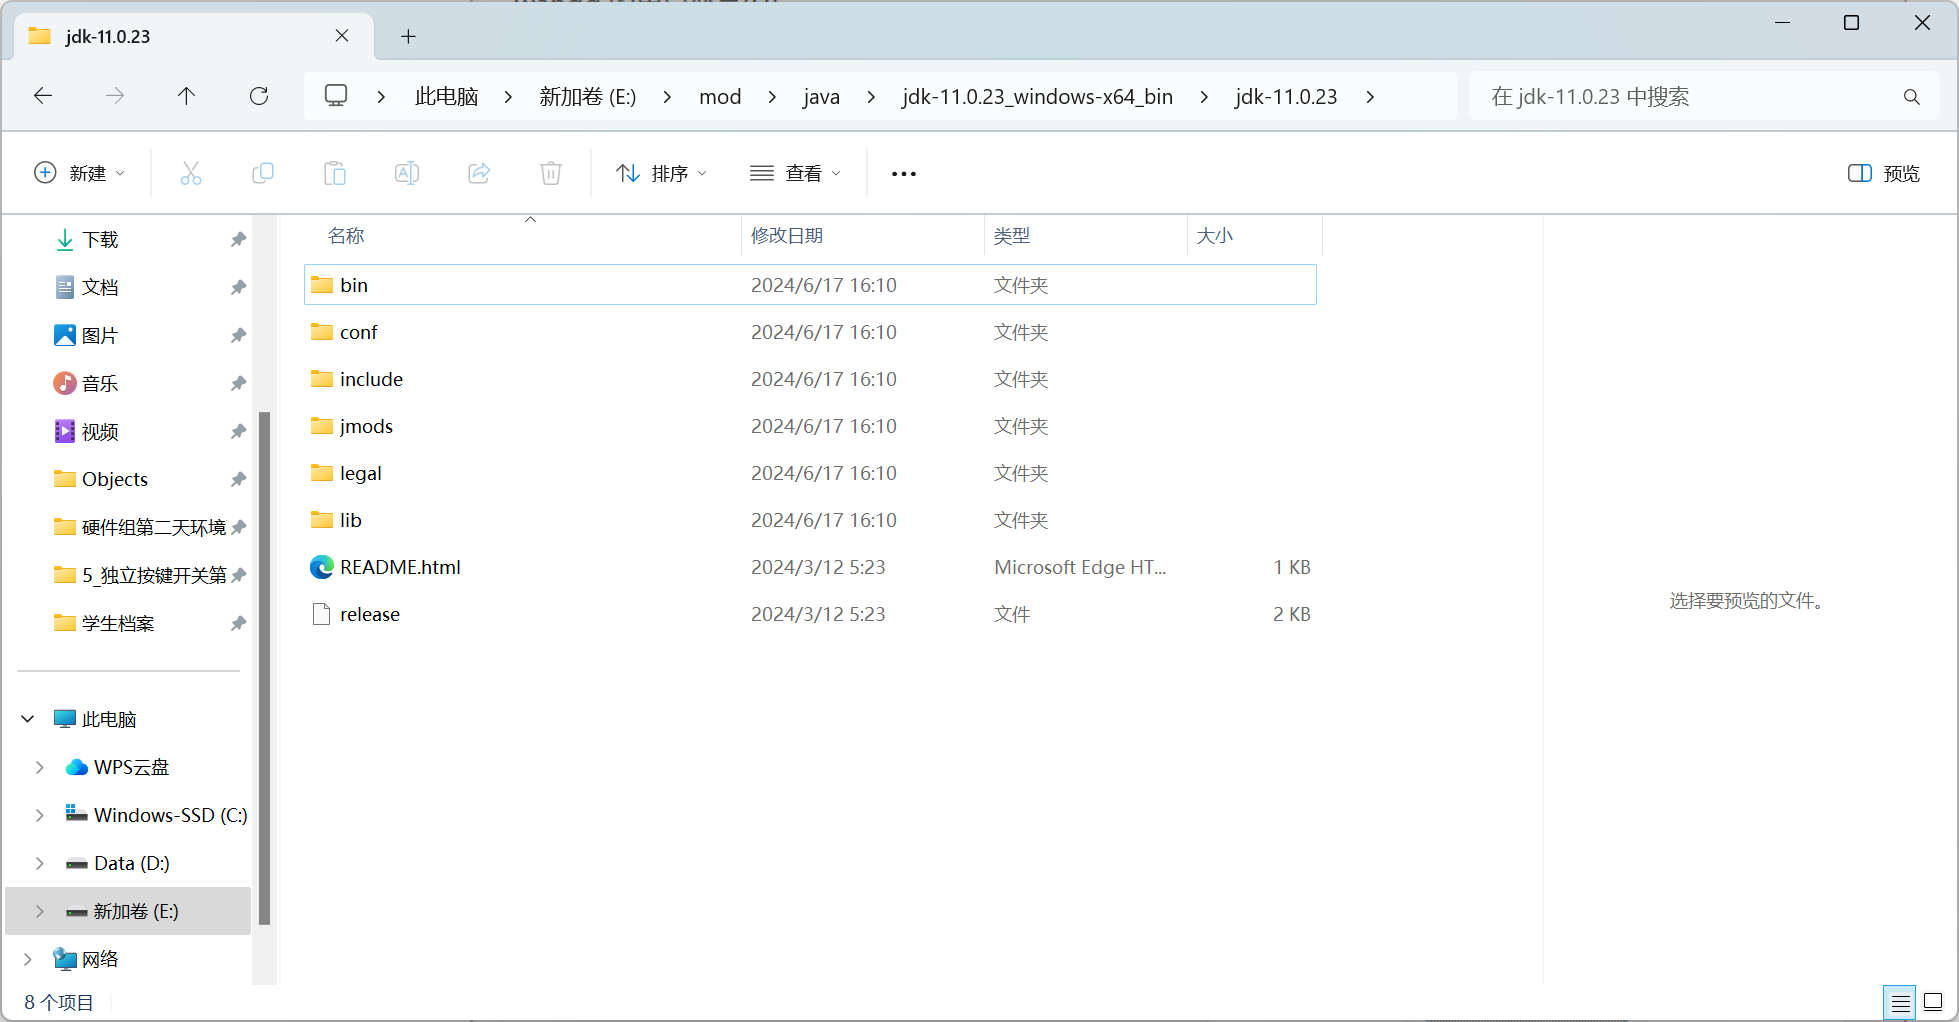 jdk-11.0.23
此电脑 新加卷 (E:) mod java jdk-11.0.23_windows-x64_bin jdk-11.0.23
在 jdk-11.0.23 中搜索
新建 排序 查看 预览
下载
文档
图片
音乐
视频
Objects
硬件组第二天环境
5_独立按键开关第
学生档案
此电脑
WPS云盘
Windows-SSD (C:)
Data (D:)
新加卷 (E:)
网络
名称 修改日期 类型 大小
bin 2024/6/17 16:10 文件夹
conf 2024/6/17 16:10 文件夹
include 2024/6/17 16:10 文件夹
jmods 2024/6/17 16:10 文件夹
legal 2024/6/17 16:10 文件夹
lib 2024/6/17 16:10 文件夹
README.html 2024/3/12 5:23 Microsoft Edge HT... 1 KB
release 2024/3/12 5:23 文件 2 KB
选择要预览的文件。
8 个项目